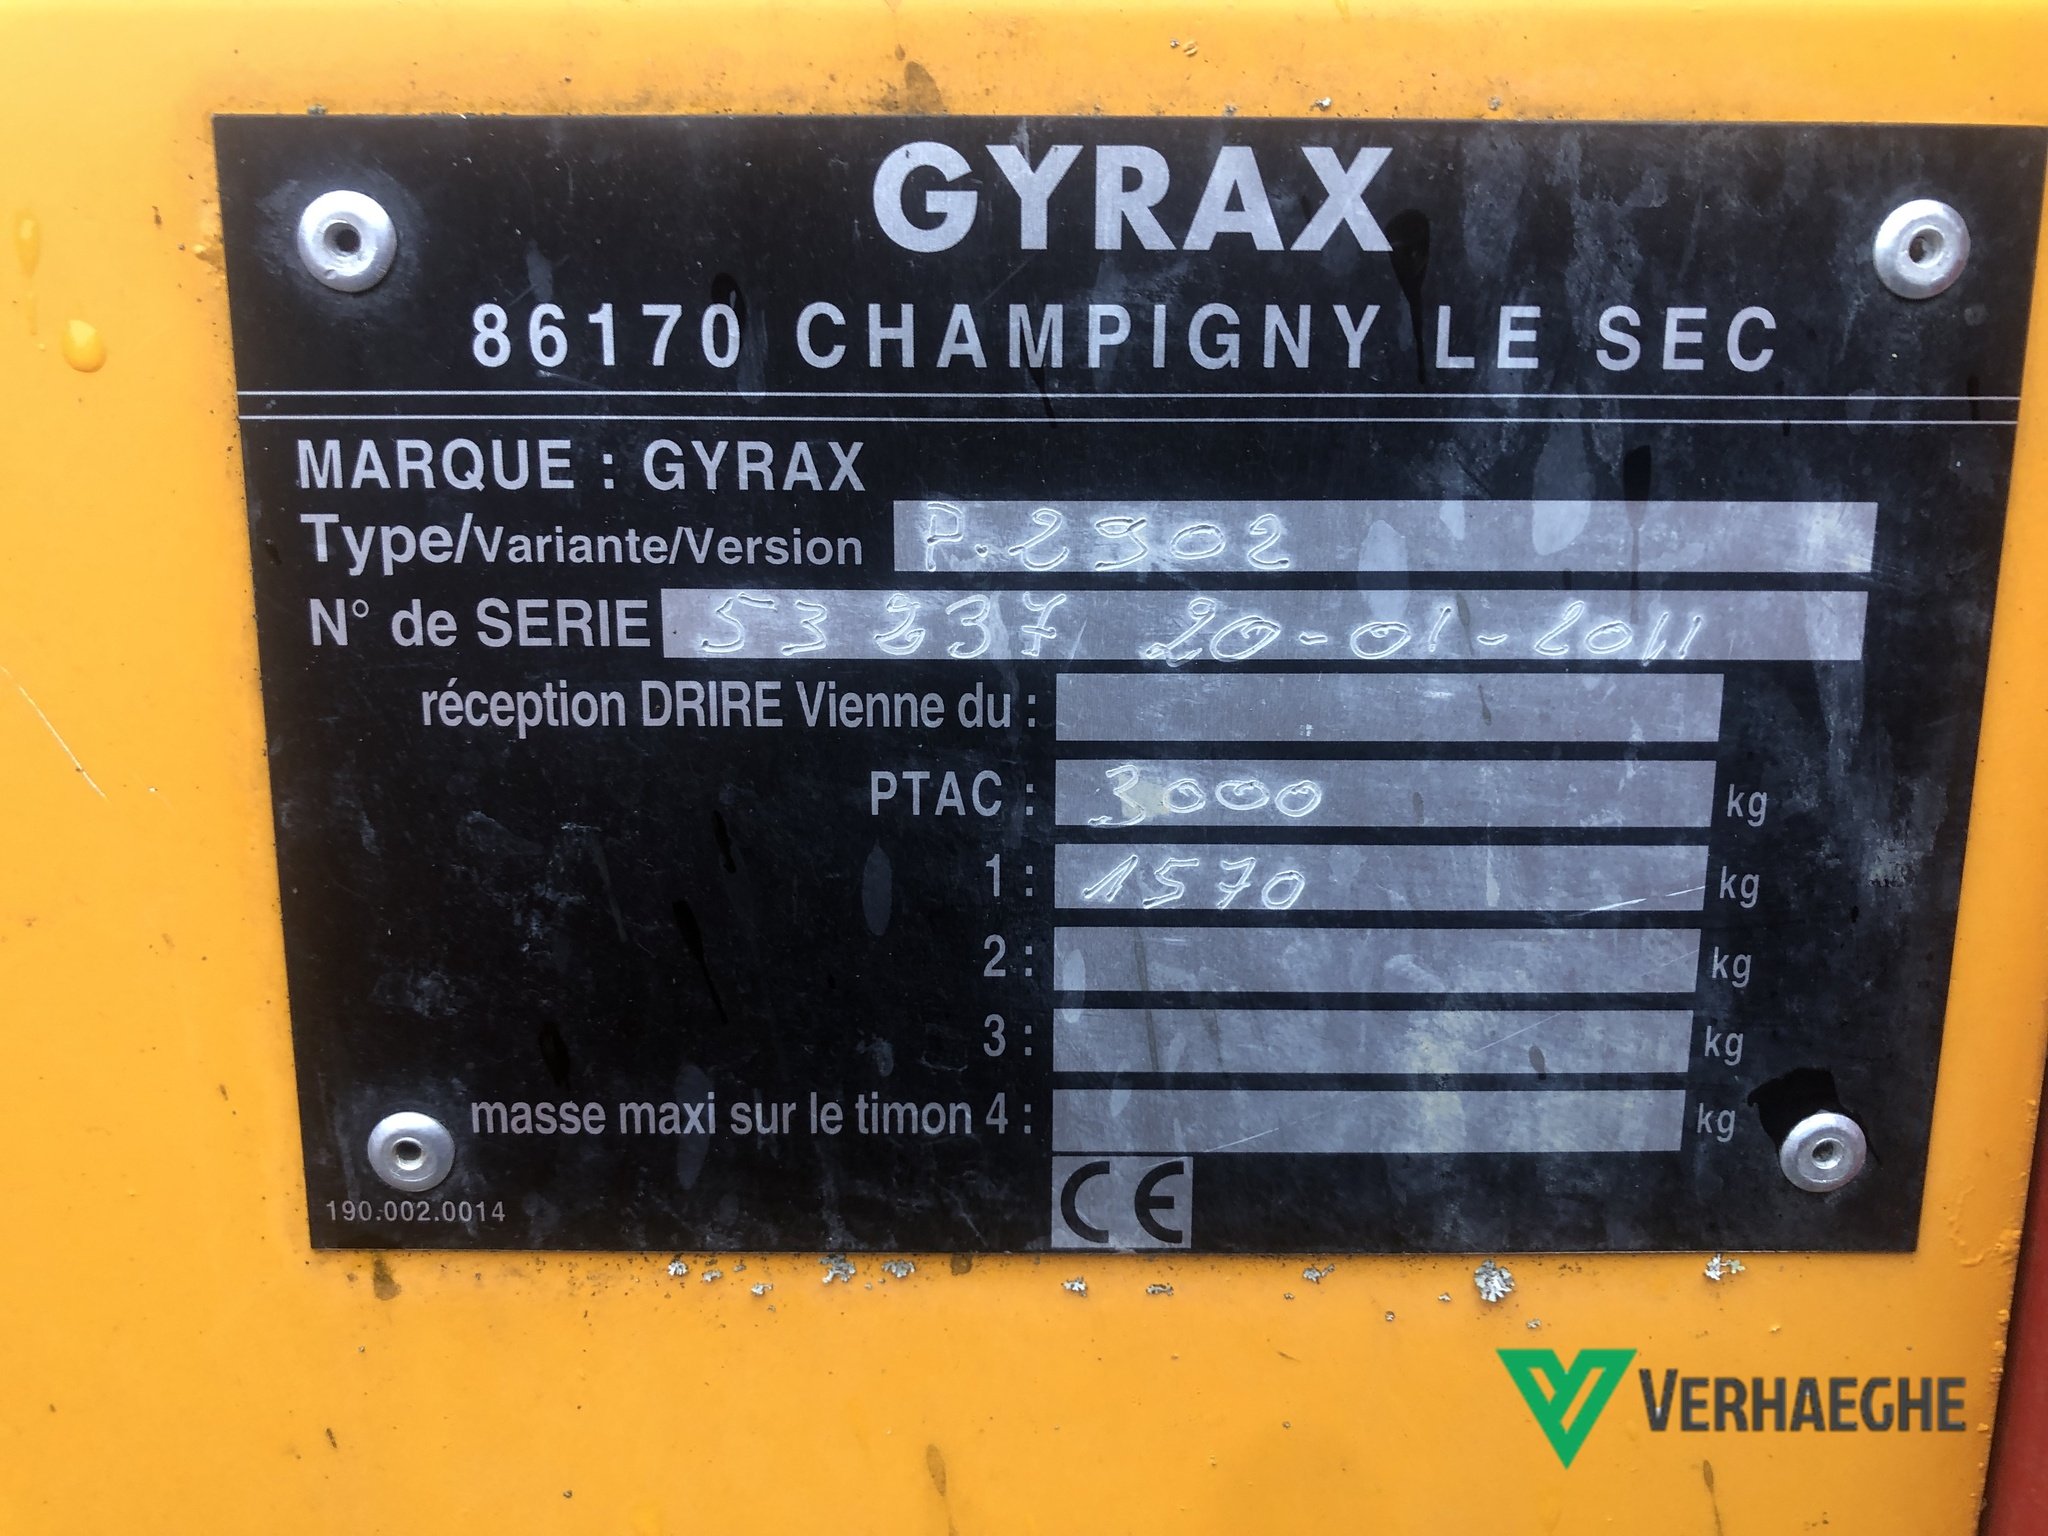 GYRAX
86170 CHAMPIGNY LE SEC
MARQUE : GYRAX
Type/Variante/Version P.2902
N° de SERIE 53237 20-01-2011
réception DRIRE Vienne du :
PTAC : 3000 kg
1 : 1570 kg
2 : kg
3 : kg
masse maxi sur le timon 4 : kg
190.002.0014
CE
VERHAEGHE